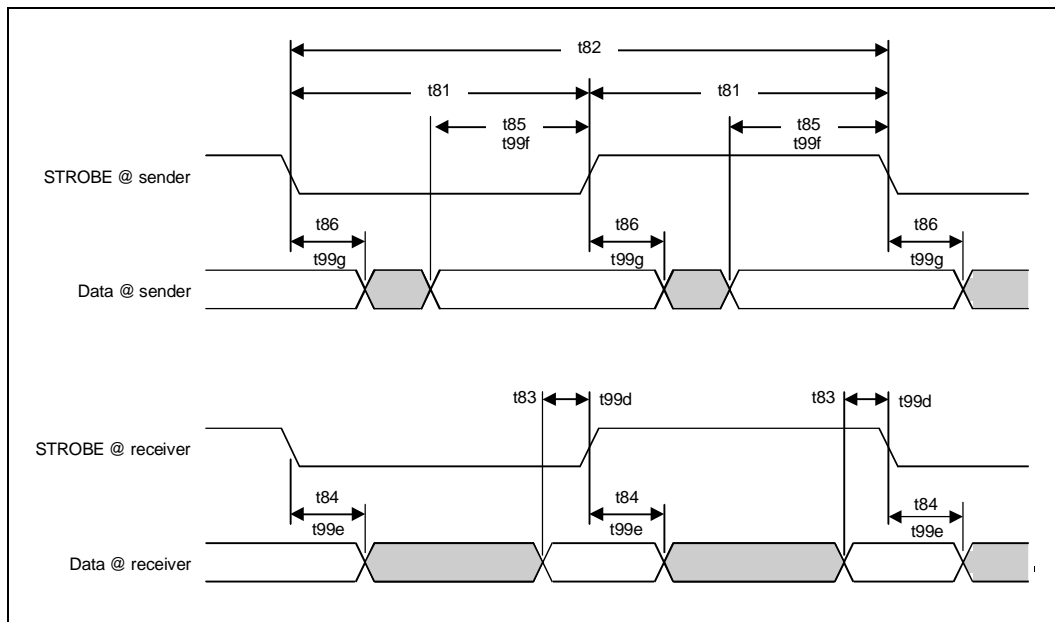 t82
t81 t81
t85 t85
t99f t99f
STROBE @ sender
t86 t86 t86
t99g t99g t99g
Data @ sender
t83 t99d t83 t99d
STROBE @ receiver
t84 t84 t84
t99e t99e t99e
Data @ receiver